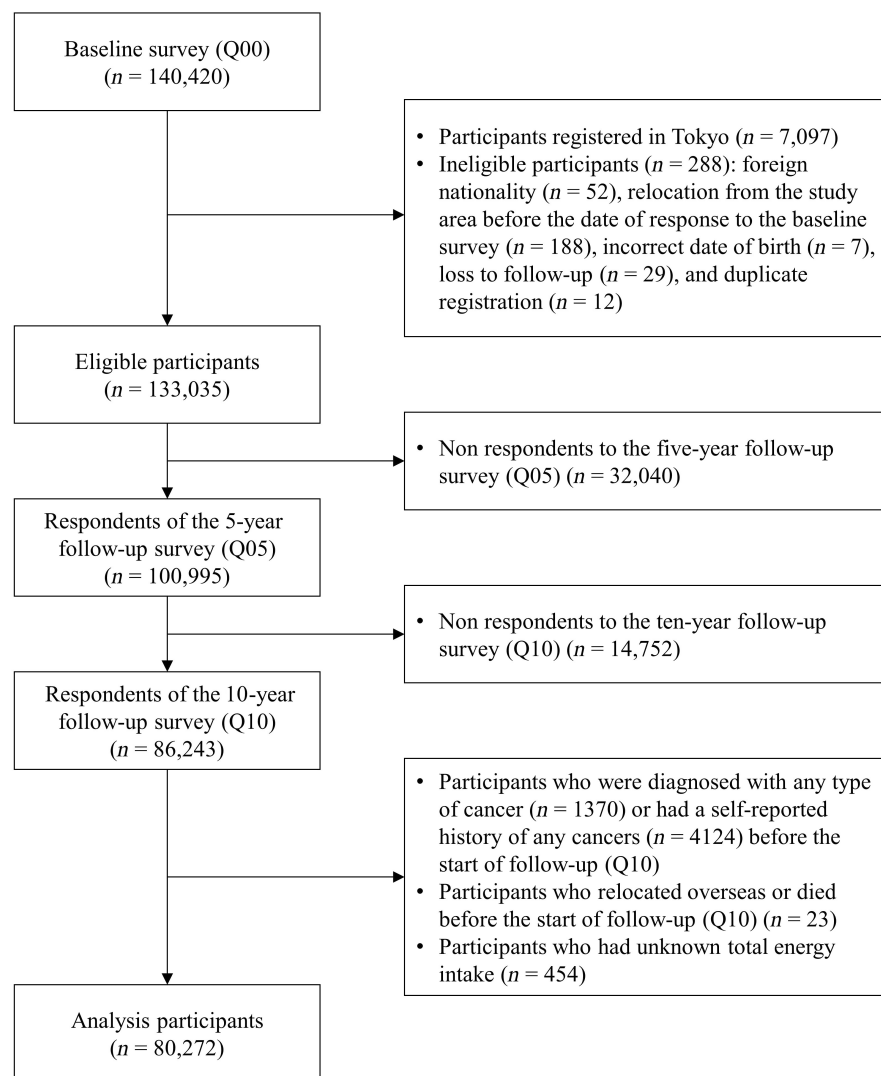 Baseline survey (Q00)
(n = 140,420)
• Participants registered in Tokyo (n = 7,097)
• Ineligible participants (n = 288): foreign
nationality (n = 52), relocation from the study
area before the date of response to the baseline
survey (n = 188), incorrect date of birth (n = 7),
loss to follow-up (n = 29), and duplicate
registration (n = 12)
Eligible participants
(n = 133,035)
• Non respondents to the five-year follow-up
survey (Q05) (n = 32,040)
Respondents of the 5-year
follow-up survey (Q05)
(n = 100,995)
• Non respondents to the ten-year follow-up
survey (Q10) (n = 14,752)
Respondents of the 10-year
follow-up survey (Q10)
(n = 86,243)
• Participants who were diagnosed with any type
of cancer (n = 1370) or had a self-reported
history of any cancers (n = 4124) before the
start of follow-up (Q10)
• Participants who relocated overseas or died
before the start of follow-up (Q10) (n = 23)
• Participants who had unknown total energy
intake (n = 454)
Analysis participants
(n = 80,272)